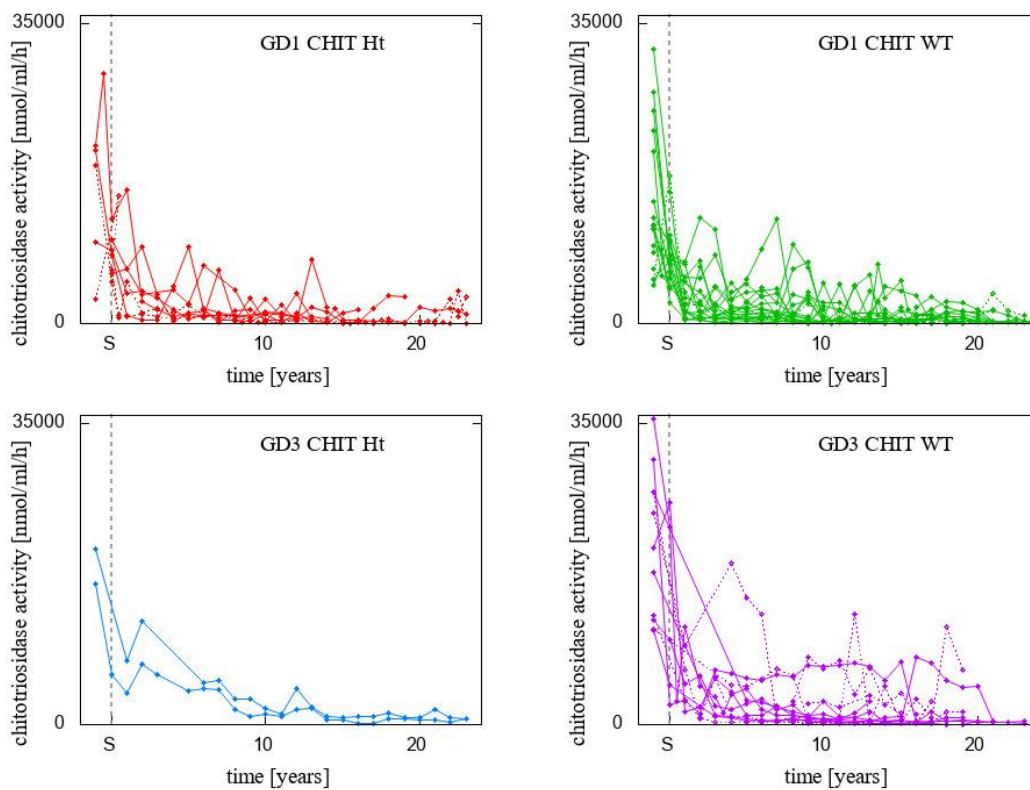 35000
GD1 CHIT Ht
chitotriosidase activity [nmol/ml/h]
0
S
10
20
time [years]
35000
GD1 CHIT WT
chitotriosidase activity [nmol/ml/h]
0
S
10
20
time [years]
35000
GD3 CHIT Ht
chitotriosidase activity [nmol/ml/h]
0
S
10
20
time [years]
35000
GD3 CHIT WT
chitotriosidase activity [nmol/ml/h]
0
S
10
20
time [years]